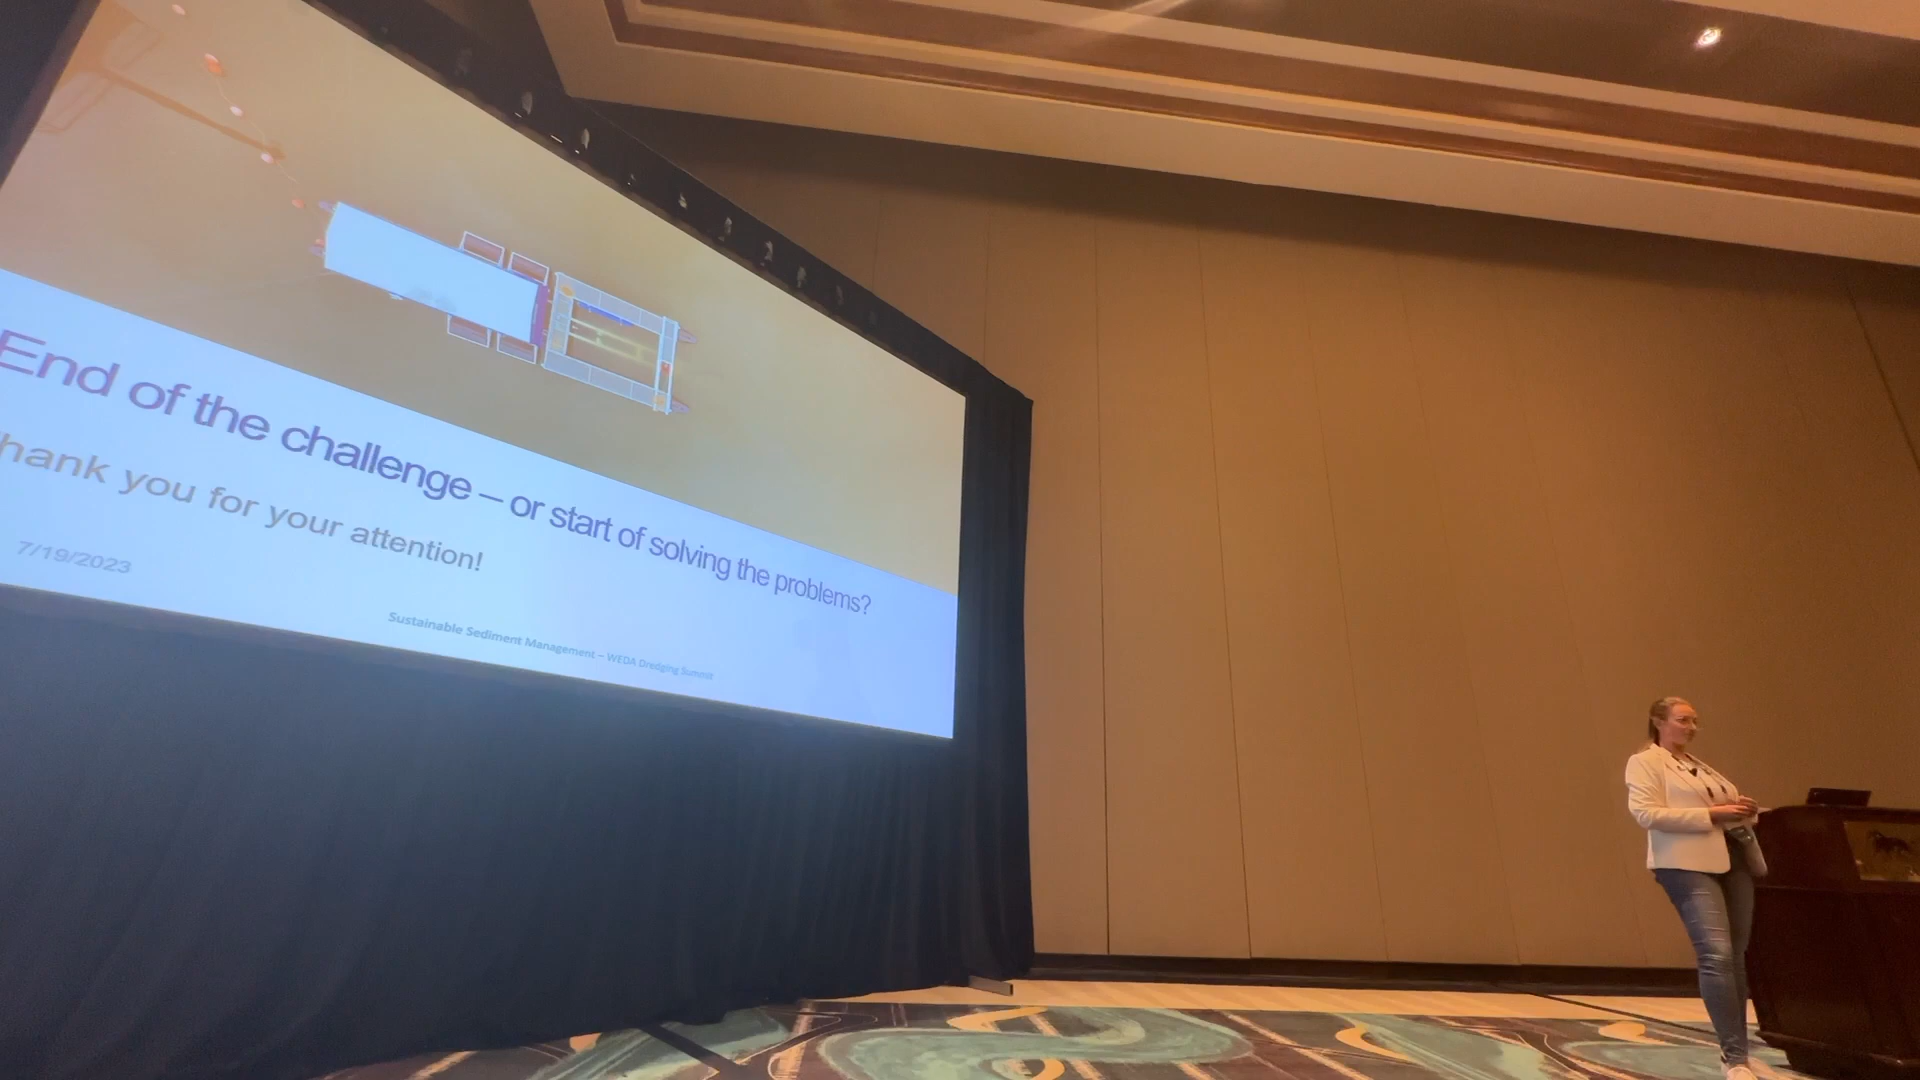 End of the challenge – or start of solving the problems?
hank you for your attention!
7/19/2023
Sustainable Sediment Management – WEDA Dredging Summit